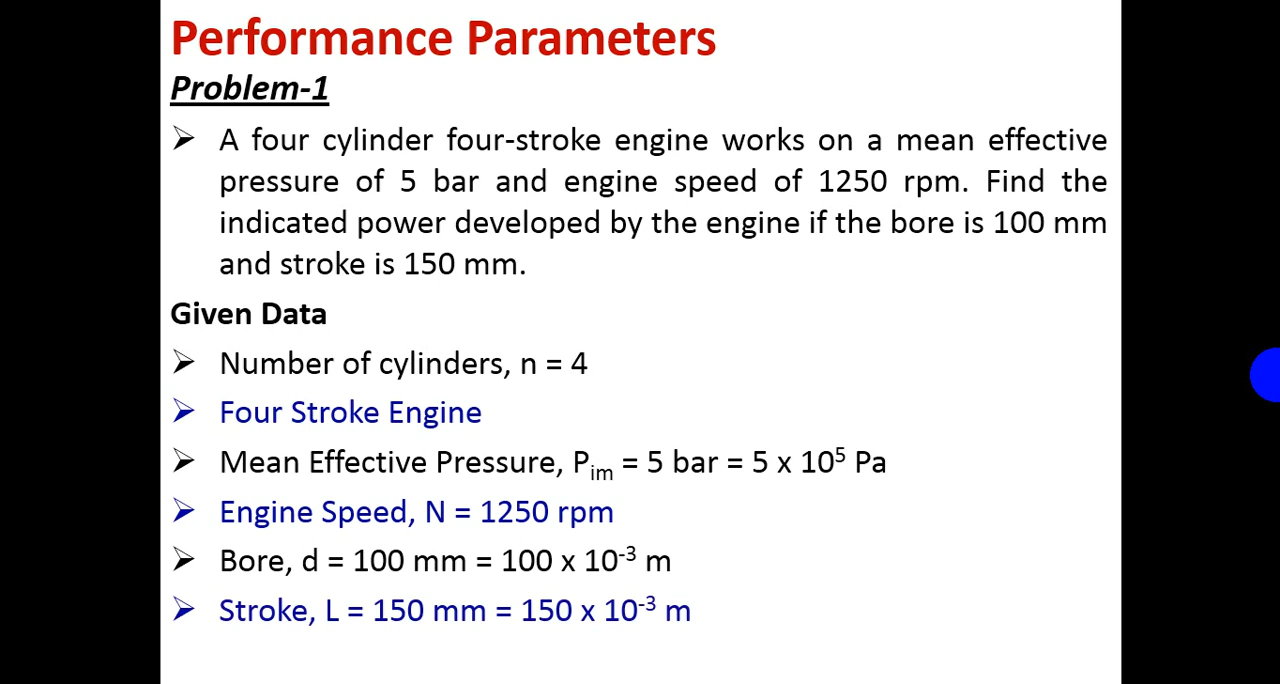 Performance Parameters
Problem-1
➢ A four cylinder four-stroke engine works on a mean effective
pressure of 5 bar and engine speed of 1250 rpm. Find the
indicated power developed by the engine if the bore is 100 mm
and stroke is 150 mm.
Given Data
➢ Number of cylinders, n = 4
➢ Four Stroke Engine
➢ Mean Effective Pressure, Pᵢₘ = 5 bar = 5 x 10⁵ Pa
➢ Engine Speed, N = 1250 rpm
➢ Bore, d = 100 mm = 100 x 10⁻³ m
➢ Stroke, L = 150 mm = 150 x 10⁻³ m